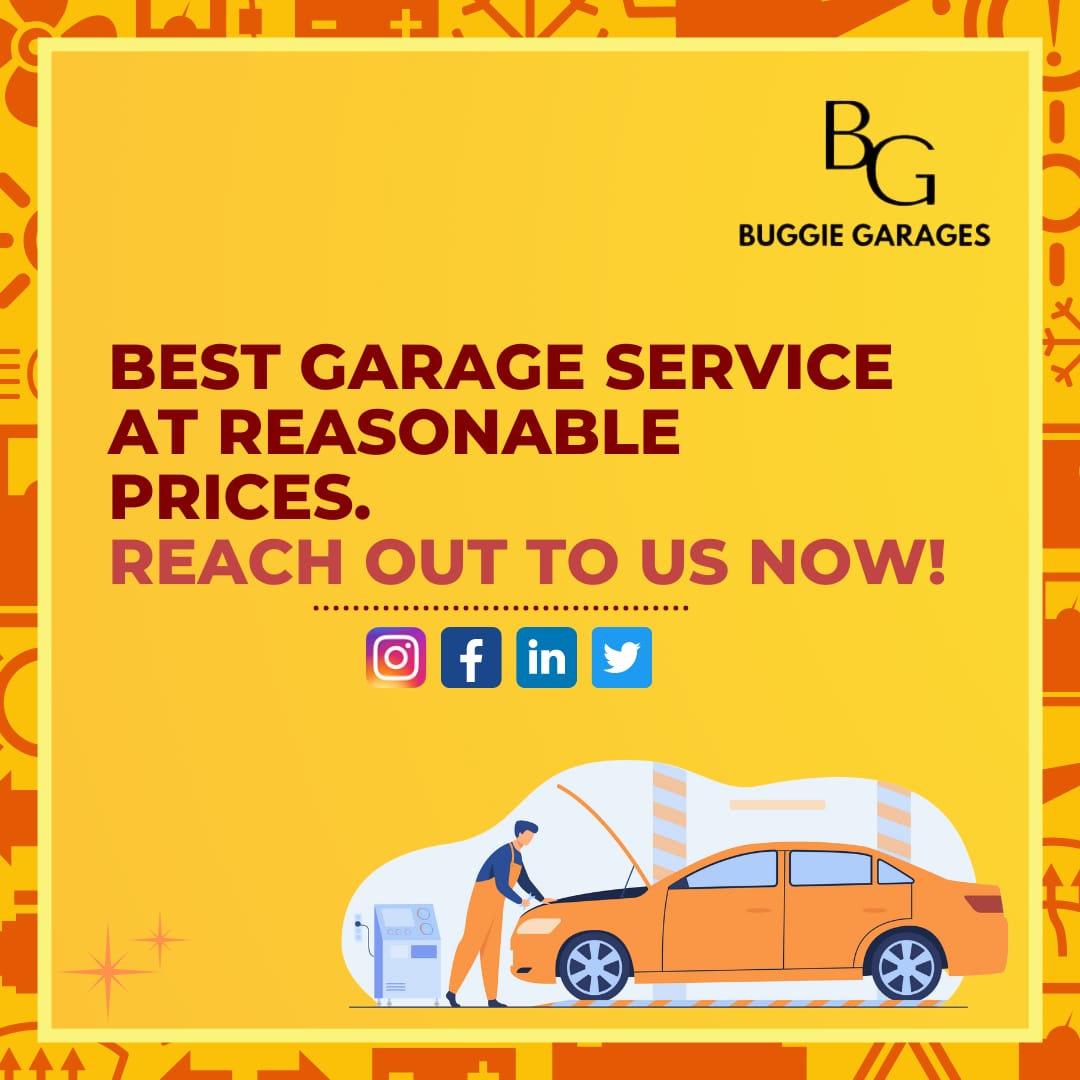 BG
BUGGIE GARAGES
BEST GARAGE SERVICE
AT REASONABLE
PRICES.
REACH OUT TO US NOW!